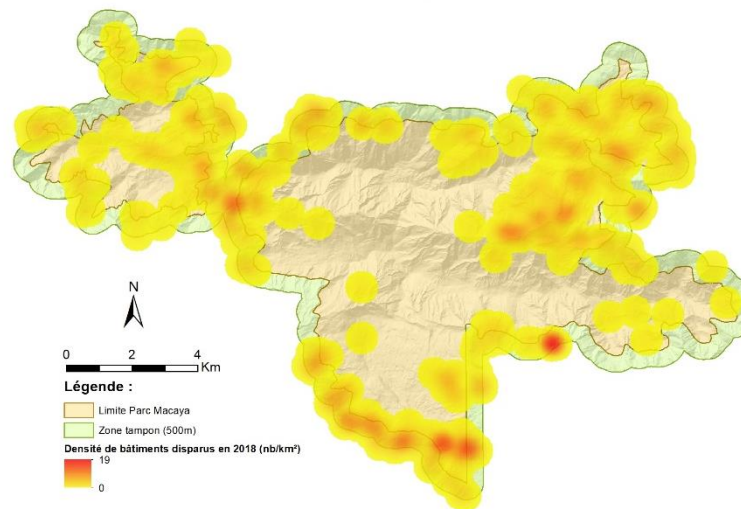 N
0 2 4
Km
Légende :
Limite Parc Macaya
Zone tampon (500m)
Densité de bâtiments disparus en 2018 (nb/km²)
19
0